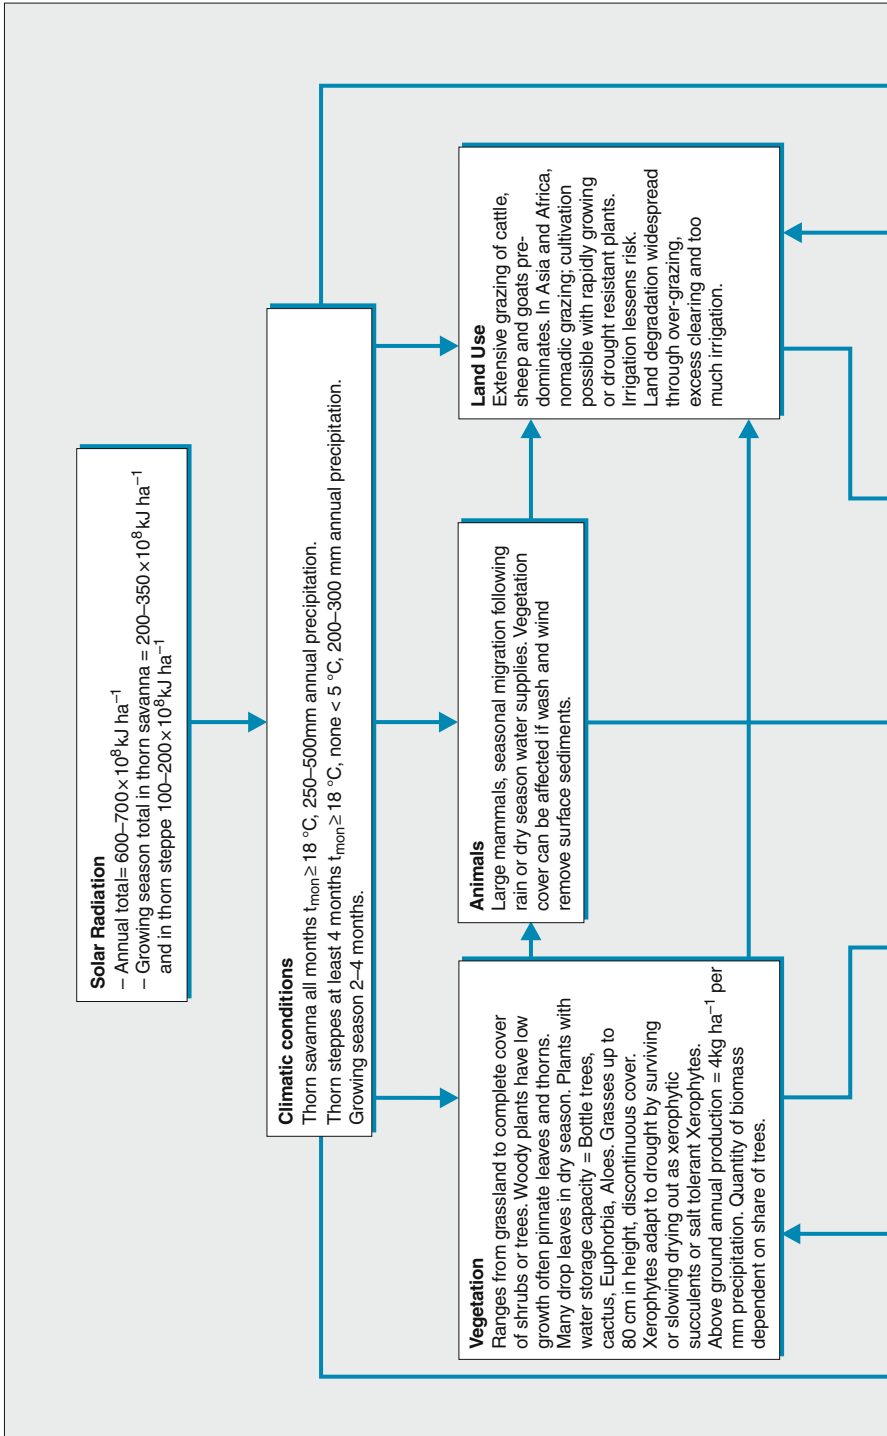 Solar Radiation
– Annual total= 600–700×10⁸kJ ha⁻¹
– Growing season total in thorn savanna = 200–350×10⁸kJ ha⁻¹
and in thorn steppe 100–200×10⁸kJ ha⁻¹
Climatic conditions
Thorn savanna all months tmon≥ 18 °C, 250–500mm annual precipitation.
Thorn steppes at least 4 months tmon≥ 18 °C, none < 5 °C, 200–300 mm annual precipitation.
Growing season 2–4 months.
Vegetation
Ranges from grassland to complete cover
of shrubs or trees. Woody plants have low
growth often pinnate leaves and thorns.
Many drop leaves in dry season. Plants with
water storage capacity = Bottle trees,
cactus, Euphorbia, Aloes. Grasses up to
80 cm in height, discontinuous cover.
Xerophytes adapt to drought by surviving
or slowing drying out as xerophytic
succulents or salt tolerant Xerophytes.
Above ground annual production = 4kg ha⁻¹ per
mm precipitation. Quantity of biomass
dependent on share of trees.
Animals
Large mammals, seasonal migration following
rain or dry season water supplies. Vegetation
cover can be affected if wash and wind
remove surface sediments.
Land Use
Extensive grazing of cattle,
sheep and goats pre-
dominates. In Asia and Africa,
nomadic grazing; cultivation
possible with rapidly growing
or drought resistant plants.
Irrigation lessens risk.
Land degradation widespread
through over-grazing,
excess clearing and too
much irrigation.